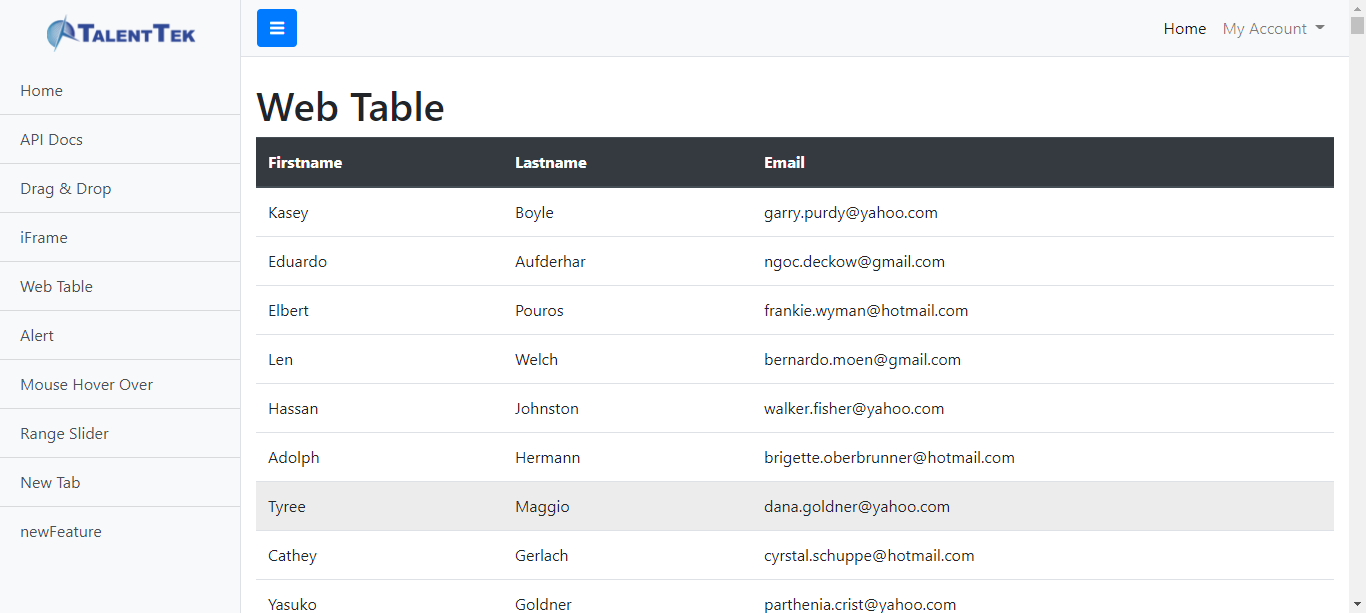 TALENTTEK
Home My Account
Home
API Docs
Drag & Drop
iFrame
Web Table
Alert
Mouse Hover Over
Range Slider
New Tab
newFeature
Web Table
Firstname Lastname Email
Kasey Boyle garry.purdy@yahoo.com
Eduardo Aufderhar ngoc.deckow@gmail.com
Elbert Pouros frankie.wyman@hotmail.com
Len Welch bernardo.moen@gmail.com
Hassan Johnston walker.fisher@yahoo.com
Adolph Hermann brigette.oberbrunner@hotmail.com
Tyree Maggio dana.goldner@yahoo.com
Cathey Gerlach cyrstal.schuppe@hotmail.com
Yasuko Goldner parthenia.crist@yahoo.com